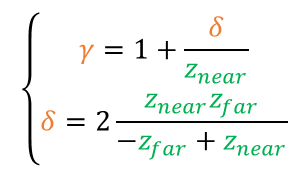 γ = 1 + δ / z_near
δ = 2 z_near z_far / (−z_far + z_near)